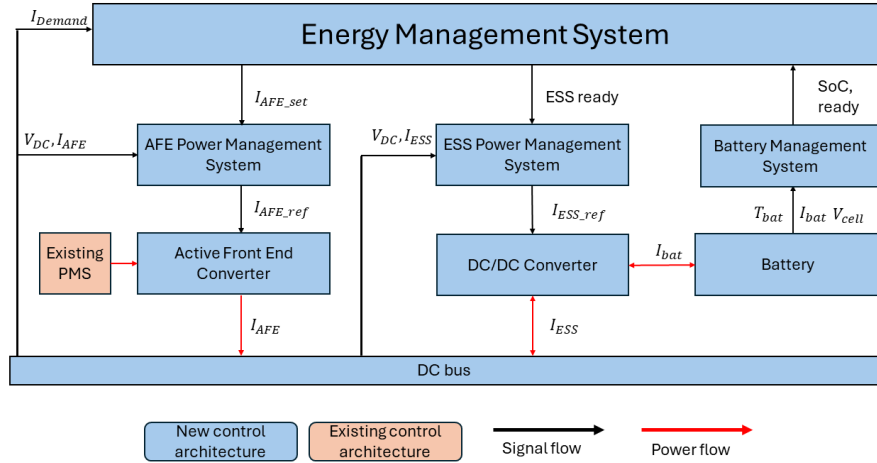 I_Demand
Energy Management System
I_AFE_set
ESS ready
SoC,
ready
V_DC, I_AFE
AFE Power Management
System
V_DC, I_ESS
ESS Power Management
System
Battery Management
System
I_AFE_ref
I_ESS_ref
T_bat I_bat V_cell
Existing
PMS
Active Front End
Converter
DC/DC Converter
I_bat
Battery
I_AFE
I_ESS
DC bus
New control
architecture
Existing control
architecture
Signal flow
Power flow